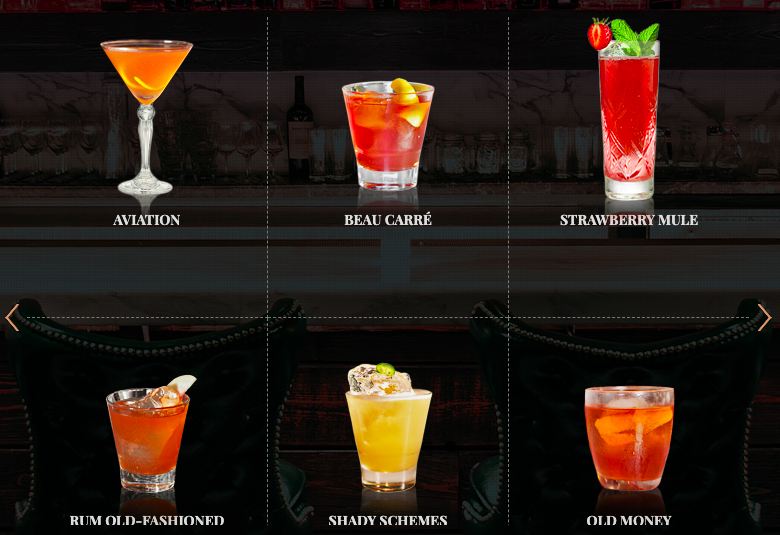 AVIATION
BEAU CARRÉ
STRAWBERRY MULE
RUM OLD-FASHIONED
SHADY SCHEMES
OLD MONEY